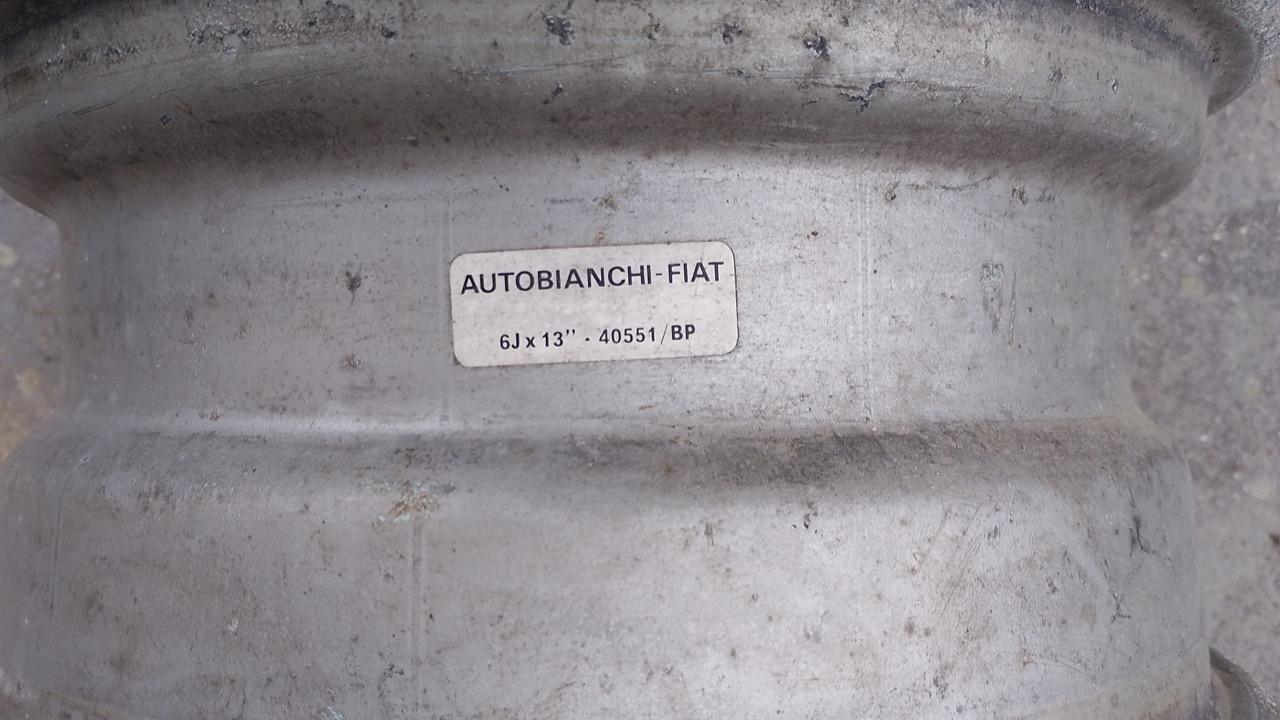 AUTOBIANCHI-FIAT
6J x 13" - 40551/BP